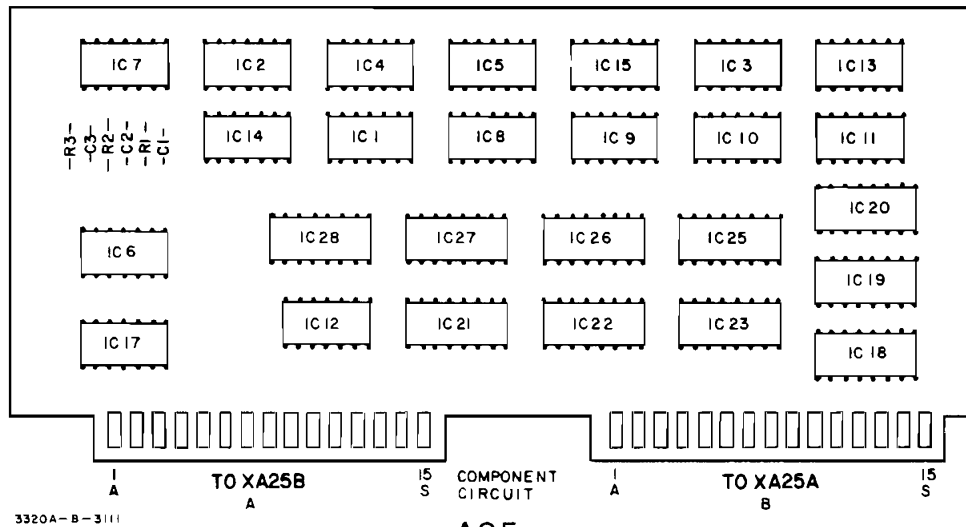 IC7 IC2 IC4 IC5 IC15 IC3 IC13
-R3- -C3- -R2- -C2- -R1- -C1-
IC14 IC1 IC8 IC9 IC10 IC11
IC20
IC28 IC27 IC26 IC25
IC6
IC19
IC12 IC21 IC22 IC23
IC17
IC18
1 TO XA25B 15 COMPONENT 1 TO XA25A 15
A A S CIRCUIT A B S
3320A-B-3111